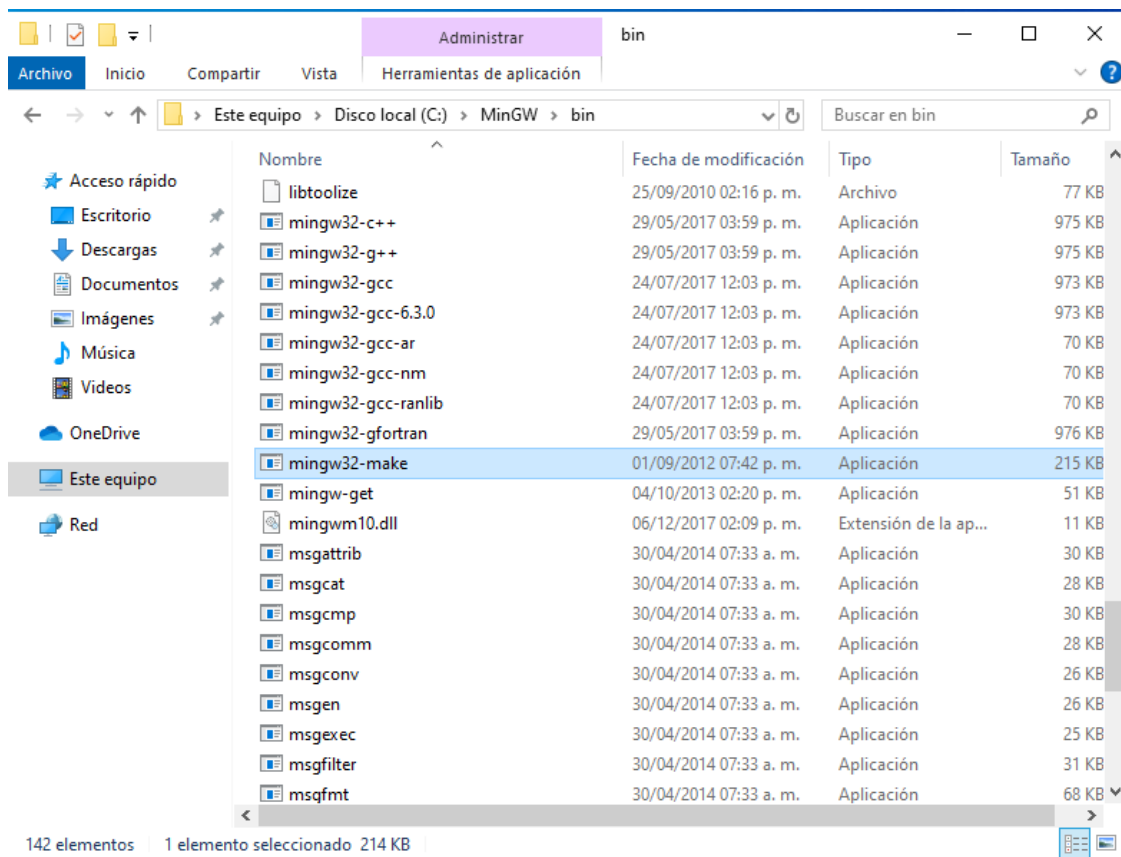 Administrar bin
Archivo Inicio Compartir Vista Herramientas de aplicación ?
Este equipo > Disco local (C:) > MinGW > bin Buscar en bin
Nombre Fecha de modificación Tipo Tamaño
Acceso rápido
Escritorio
Descargas
Documentos
Imágenes
Música
Videos
OneDrive
Este equipo
Red
libtoolize 25/09/2010 02:16 p. m. Archivo 77 KB
mingw32-c++ 29/05/2017 03:59 p. m. Aplicación 975 KB
mingw32-g++ 29/05/2017 03:59 p. m. Aplicación 975 KB
mingw32-gcc 24/07/2017 12:03 p. m. Aplicación 973 KB
mingw32-gcc-6.3.0 24/07/2017 12:03 p. m. Aplicación 973 KB
mingw32-gcc-ar 24/07/2017 12:03 p. m. Aplicación 70 KB
mingw32-gcc-nm 24/07/2017 12:03 p. m. Aplicación 70 KB
mingw32-gcc-ranlib 24/07/2017 12:03 p. m. Aplicación 70 KB
mingw32-gfortran 29/05/2017 03:59 p. m. Aplicación 976 KB
mingw32-make 01/09/2012 07:42 p. m. Aplicación 215 KB
mingw-get 04/10/2013 02:20 p. m. Aplicación 51 KB
mingwm10.dll 06/12/2017 02:09 p. m. Extensión de la ap... 11 KB
msgattrib 30/04/2014 07:33 a. m. Aplicación 30 KB
msgcat 30/04/2014 07:33 a. m. Aplicación 28 KB
msgcmp 30/04/2014 07:33 a. m. Aplicación 30 KB
msgcomm 30/04/2014 07:33 a. m. Aplicación 28 KB
msgconv 30/04/2014 07:33 a. m. Aplicación 26 KB
msgen 30/04/2014 07:33 a. m. Aplicación 26 KB
msgexec 30/04/2014 07:33 a. m. Aplicación 25 KB
msgfilter 30/04/2014 07:33 a. m. Aplicación 31 KB
msgfmt 30/04/2014 07:33 a. m. Aplicación 68 KB
142 elementos 1 elemento seleccionado 214 KB